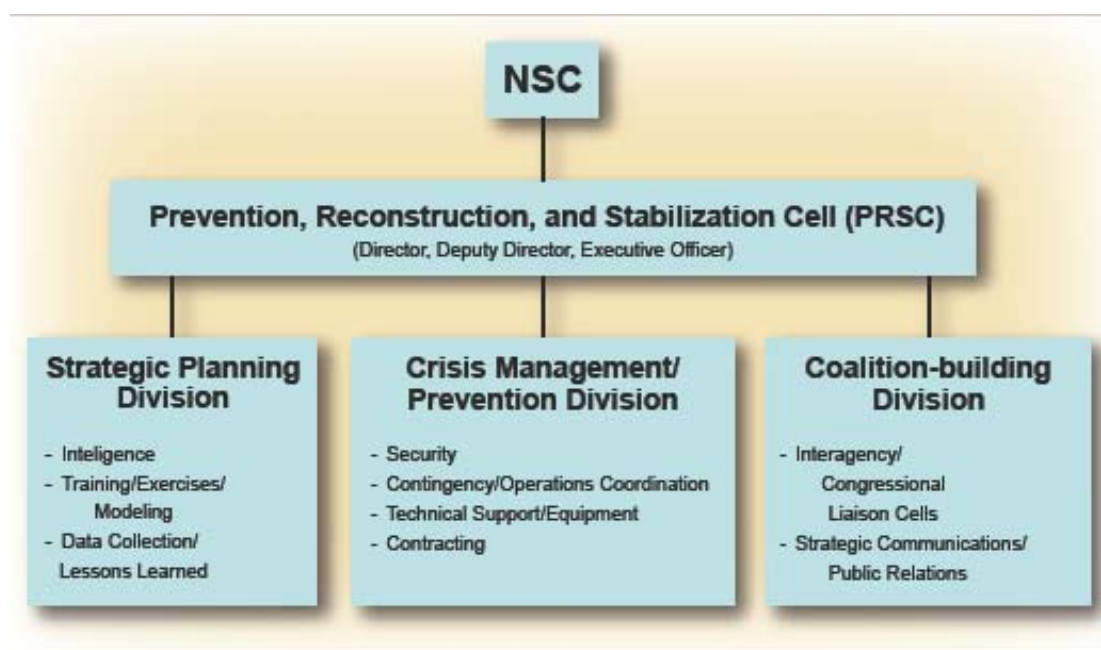 NSC
Prevention, Reconstruction, and Stabilization Cell (PRSC)
(Director, Deputy Director, Executive Officer)
Strategic Planning
Division
- Inteligence
- Training/Exercises/
Modeling
- Data Collection/
Lessons Learned
Crisis Management/
Prevention Division
- Security
- Contingency/Operations Coordination
- Technical Support/Equipment
- Contracting
Coalition-building
Division
- Interagency/
Congressional
Liaison Cells
- Strategic Communications/
Public Relations